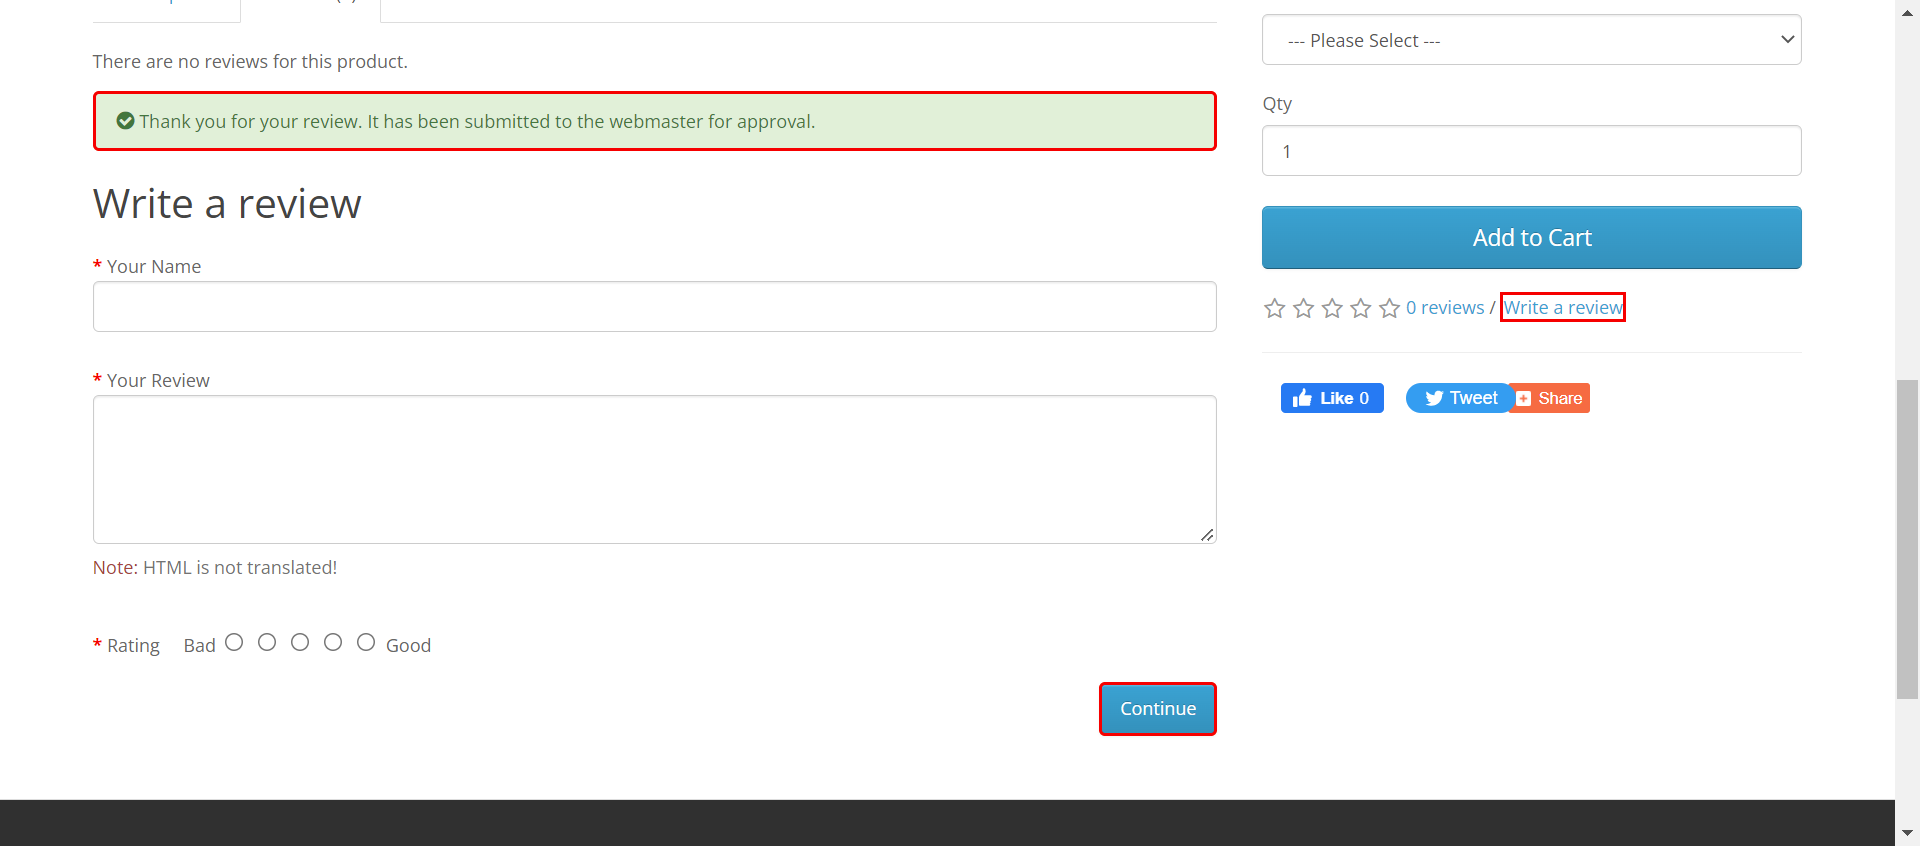 There are no reviews for this product.
Thank you for your review. It has been submitted to the webmaster for approval.
Write a review
* Your Name
* Your Review
Note: HTML is not translated!
* Rating Bad Good
Continue
--- Please Select ---
Qty
1
Add to Cart
0 reviews / Write a review
Like 0 Tweet Share